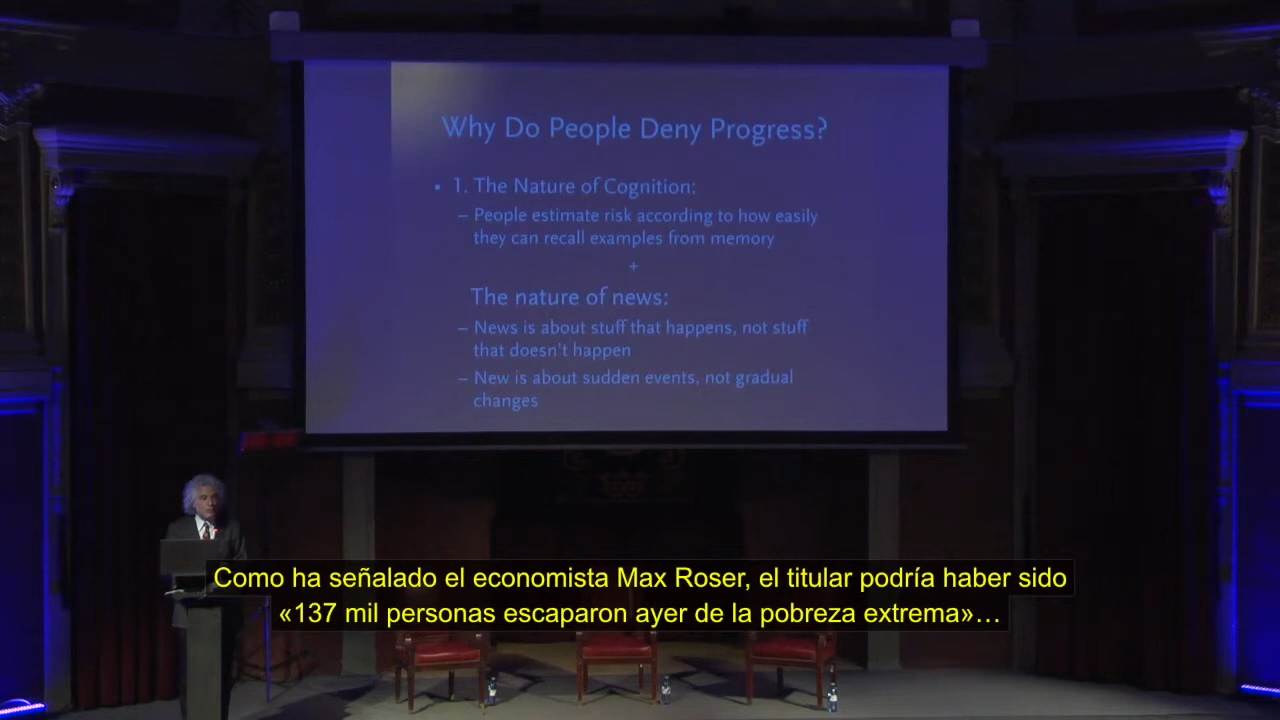 Why Do People Deny Progress?
• 1. The Nature of Cognition:
– People estimate risk according to how easily
they can recall examples from memory
+
The nature of news:
– News is about stuff that happens, not stuff
that doesn't happen
– New is about sudden events, not gradual
changes
Como ha señalado el economista Max Roser, el titular podría haber sido
«137 mil personas escaparon ayer de la pobreza extrema»…